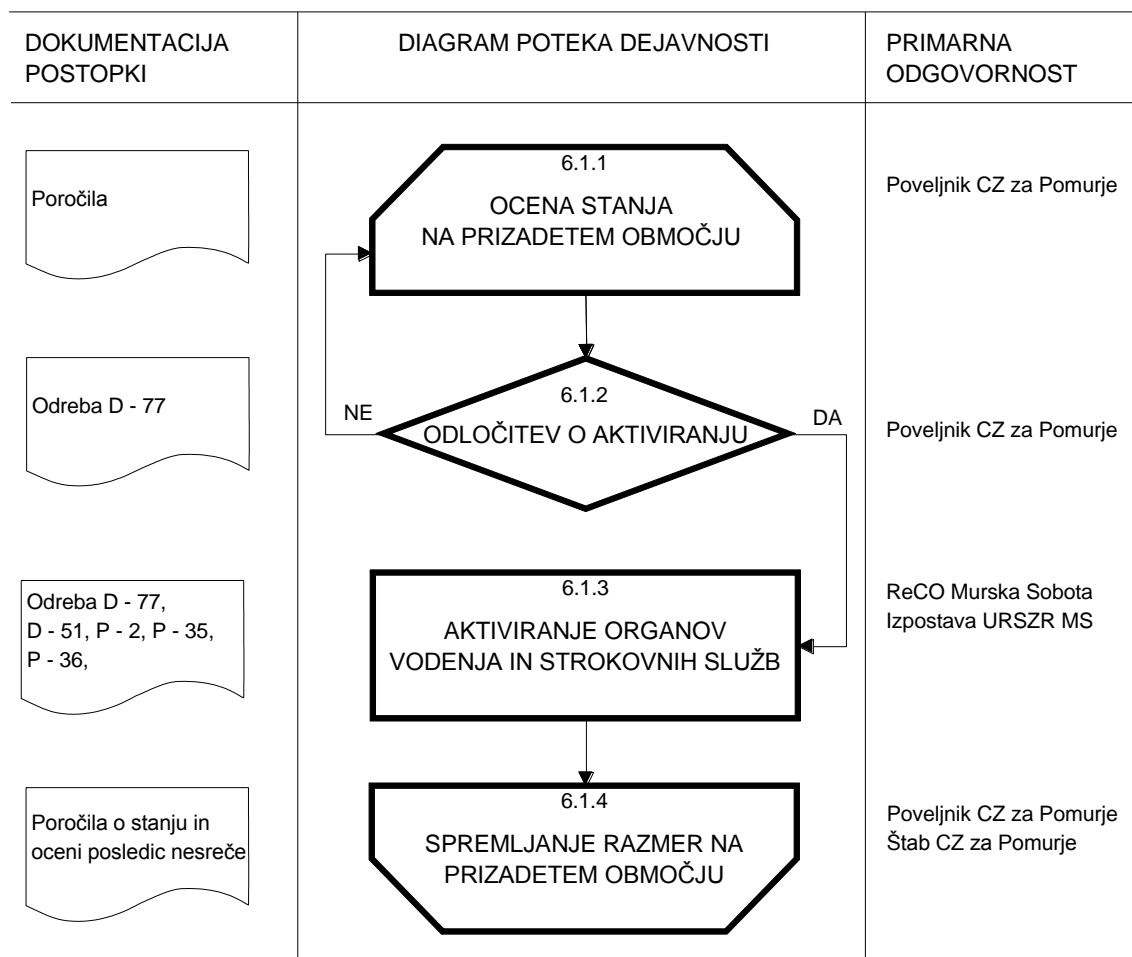 DOKUMENTACIJA
POSTOPKI
DIAGRAM POTEKA DEJAVNOSTI
PRIMARNA
ODGOVORNOST
Poročila
6.1.1
OCENA STANJA
NA PRIZADETEM OBMOČJU
Poveljnik CZ za Pomurje
Odreba D - 77
NE
6.1.2
ODLOČITEV O AKTIVIRANJU
DA
Poveljnik CZ za Pomurje
Odreba D - 77,
D - 51, P - 2, P - 35,
P - 36,
6.1.3
AKTIVIRANJE ORGANOV
VODENJA IN STROKOVNIH SLUŽB
ReCO Murska Sobota
Izpostava URSZR MS
Poročila o stanju in
oceni posledic nesreče
6.1.4
SPREMLJANJE RAZMER NA
PRIZADETEM OBMOČJU
Poveljnik CZ za Pomurje
Štab CZ za Pomurje